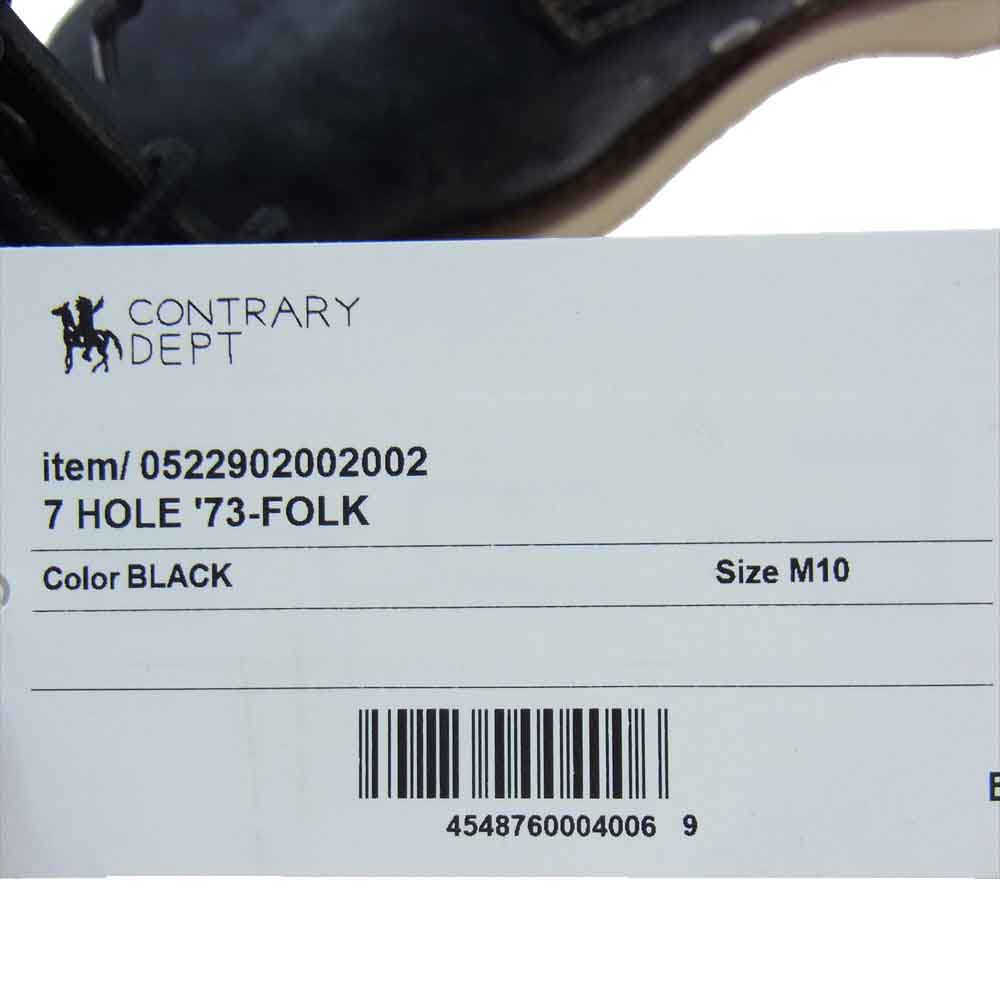 CONTRARY
DEPT
item/ 0522902002002
7 HOLE '73-FOLK
Color BLACK Size M10
4548760004006 9